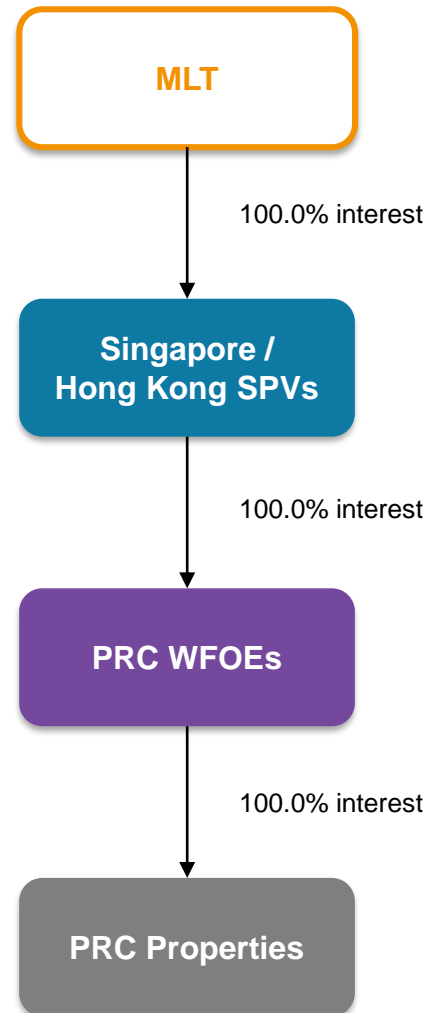 MLT
100.0% interest
Singapore /
Hong Kong SPVs
100.0% interest
PRC WFOEs
100.0% interest
PRC Properties